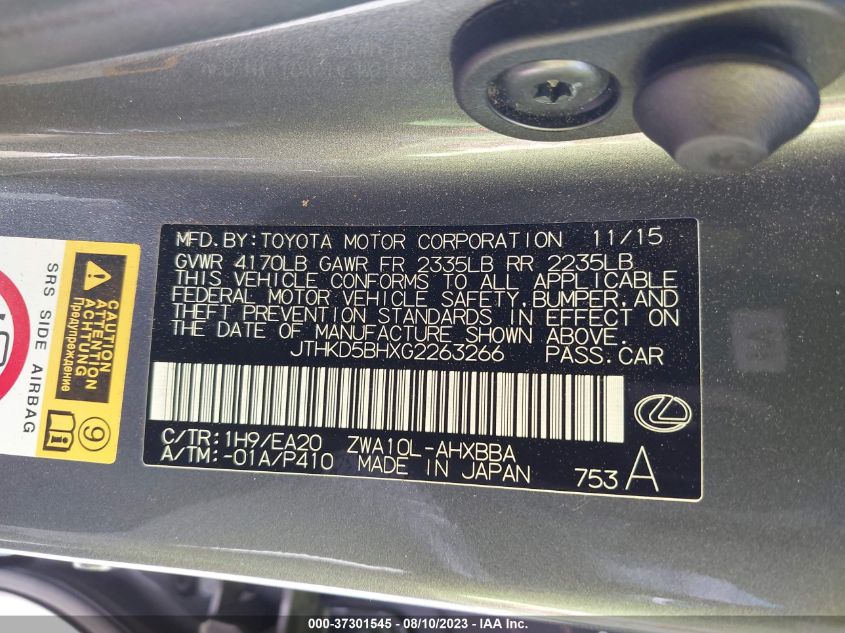 MFD.BY:TOYOTA MOTOR CORPORATION 11/15
GVWR 4170LB GAWR FR 2335LB RR 2235LB
THIS VEHICLE CONFORMS TO ALL APPLICABLE
FEDERAL MOTOR VEHICLE SAFETY,BUMPER,AND
THEFT PREVENTION STANDARDS IN EFFECT ON
THE DATE OF MANUFACTURE SHOWN ABOVE.
JTHKD5BHXG2263266 PASS.CAR
C/TR:1H9/EA20 ZWA10L-AHXBBA
A/TM:-01A/P410 MADE IN JAPAN 753 A
SRS SIDE AIRBAG
CAUTION
ATTENTION
ACHTUNG
Предупреждение
9
000-37301545 - 08/10/2023 - © IAA, Inc.